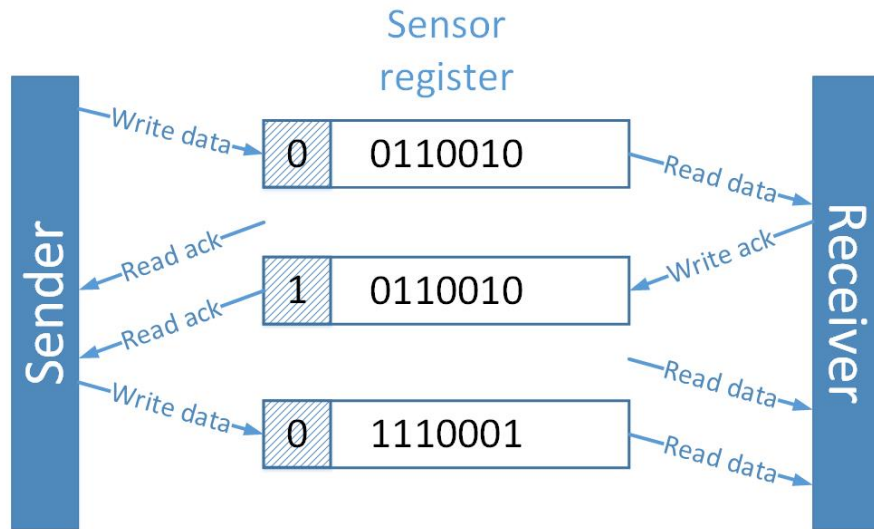 Sensor
register
Sender
Receiver
Write data
0 0110010
Read data
Read ack
Write ack
1 0110010
Read ack
Read data
Write data
0 1110001
Read data